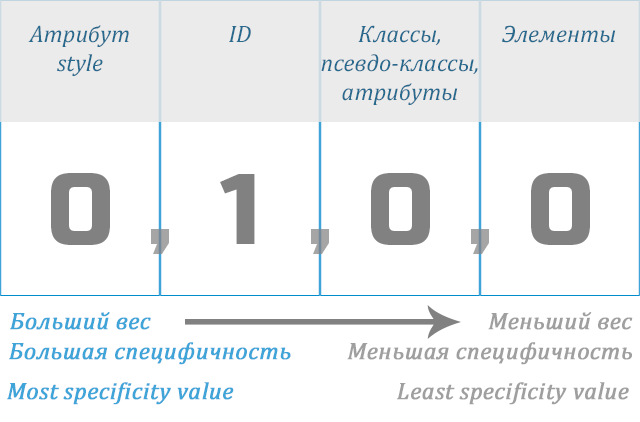 Атрибут
style
ID
Классы,
псевдо-классы,
атрибуты
Элементы
0 , 1 , 0 , 0
Больший вес
Меньший вес
Большая специфичность
Меньшая специфичность
Most specificity value
Least specificity value